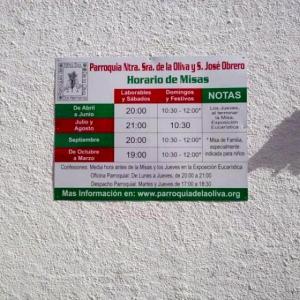 Parroquia Ntra. Sra. de la Oliva y S. José Obrero
Horario de Misas
Laborables y Sábados
Domingos y Festivos
NOTAS
De Abril a Junio
20:00
10:30 - 12:00*
Julio y Agosto
21:00
10:30
Septiembre
20:00
10:30 - 12:00*
De Octubre a Marzo
19:00
10:30 - 12:00*
Los Jueves, al terminar la Misa, Exposición Eucarística
* Misa de Familia, especialmente indicada para niños
Confesiones: Media hora antes de la Misa y los Jueves en la Exposición Eucarística
Oficina Parroquial: De Lunes a Jueves, de 20:00 a 21:00
Despacho Parroquial: Martes y Jueves de 17:00 a 18:30
Mas Información en: www.parroquiadelaoliva.org